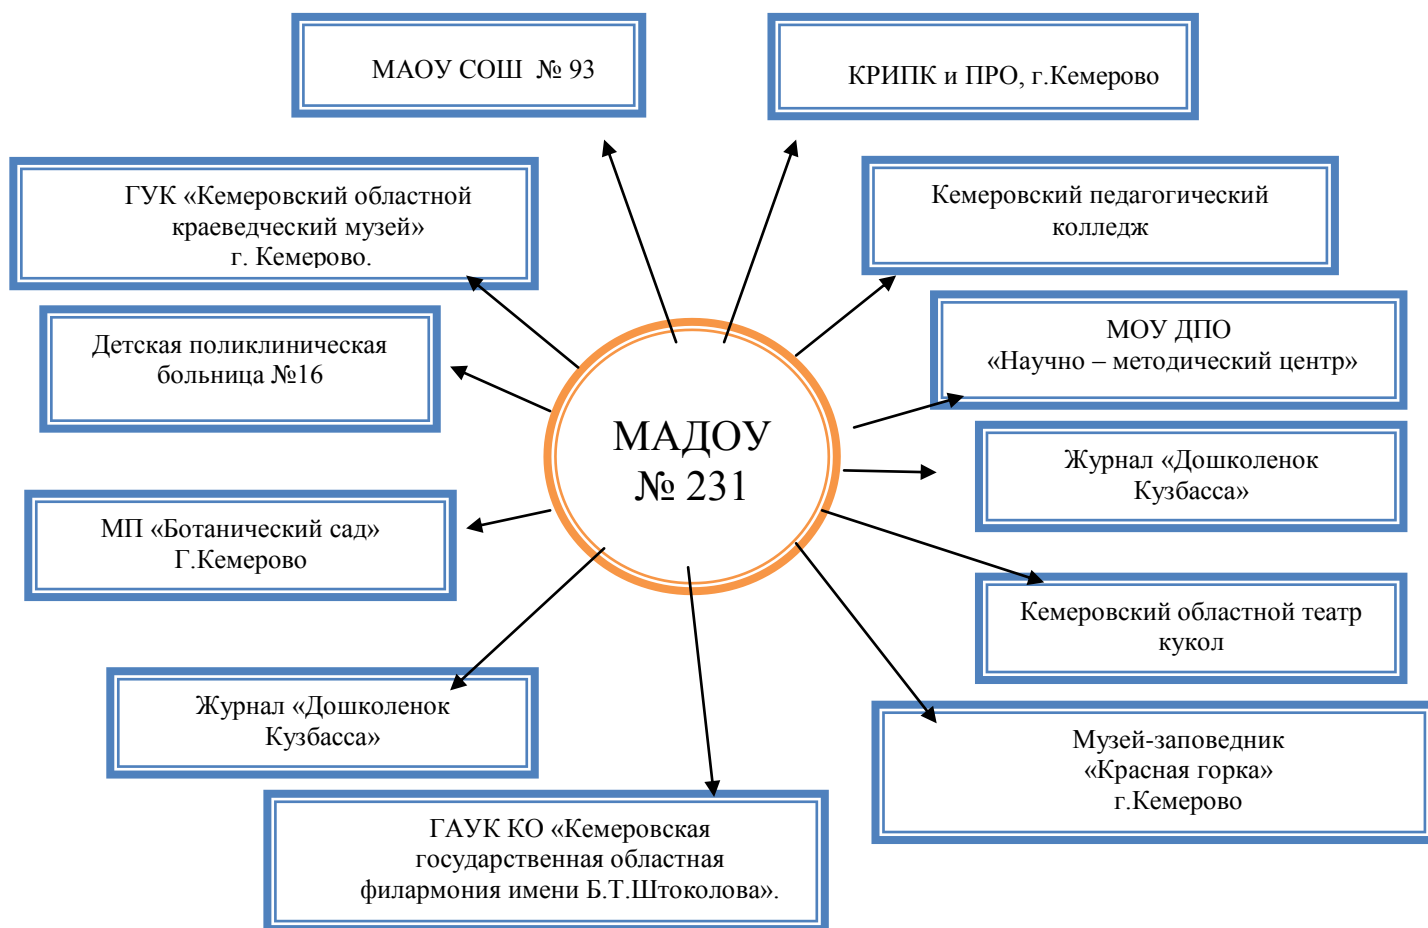 МАОУ СОШ № 93
КРИПК и ПРО, г.Кемерово
ГУК «Кемеровский областной
краеведческий музей»
г. Кемерово.
Кемеровский педагогический
колледж
Детская поликлиническая
больница №16
МОУ ДПО
«Научно – методический центр»
МАДОУ
№ 231
Журнал «Дошколенок
Кузбасса»
МП «Ботанический сад»
Г.Кемерово
Кемеровский областной театр
кукол
Журнал «Дошколенок
Кузбасса»
Музей-заповедник
«Красная горка»
г.Кемерово
ГАУК КО «Кемеровская
государственная областная
филармония имени Б.Т.Штоколова».